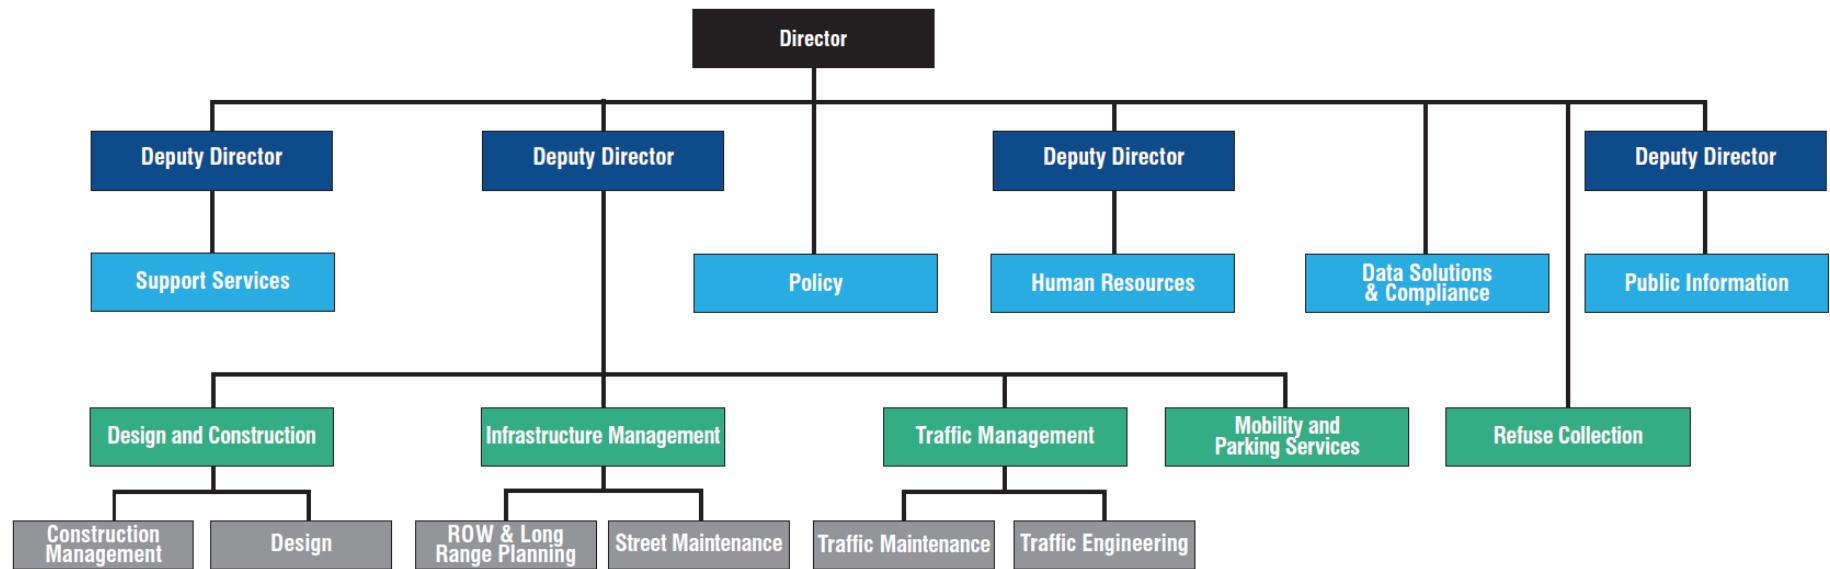 Director
Deputy Director
Deputy Director
Deputy Director
Deputy Director
Support Services
Policy
Human Resources
Data Solutions
& Compliance
Public Information
Design and Construction
Infrastructure Management
Traffic Management
Mobility and
Parking Services
Refuse Collection
Construction
Management
Design
ROW & Long
Range Planning
Street Maintenance
Traffic Maintenance
Traffic Engineering